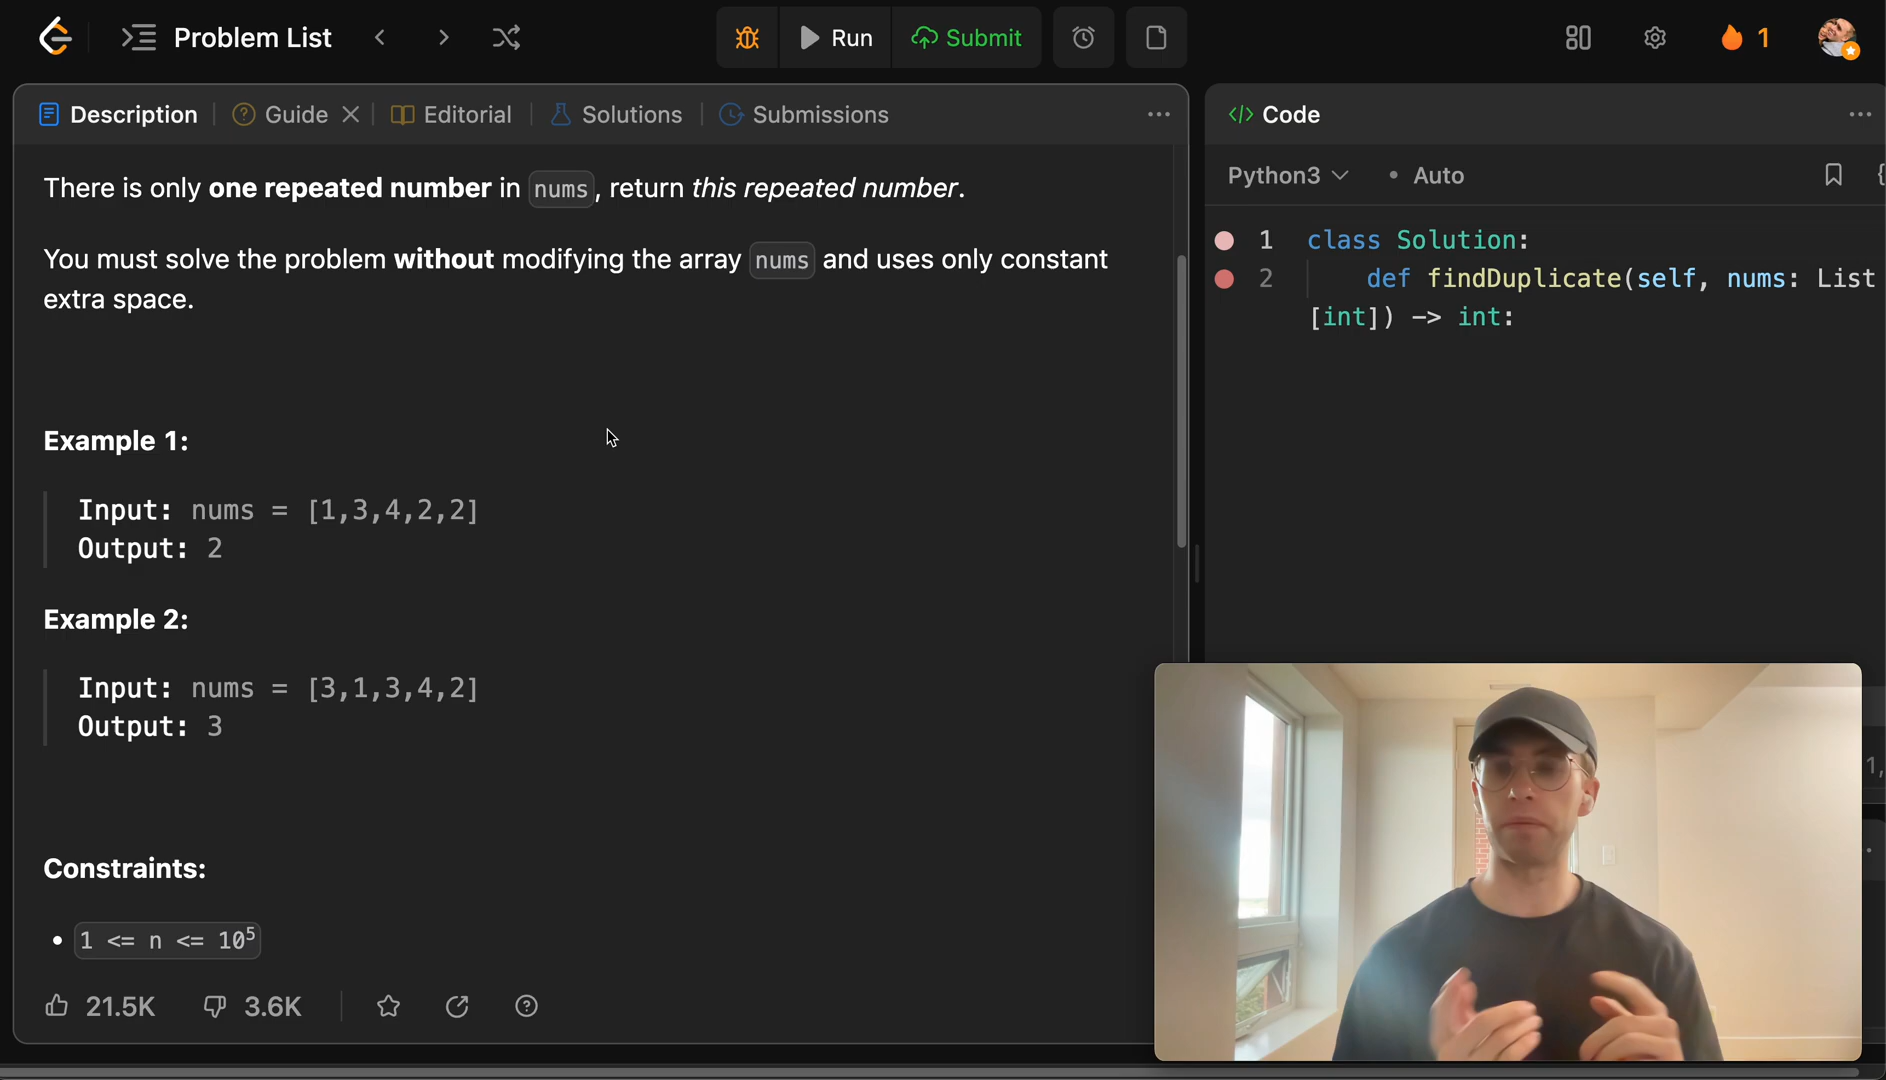 Problem List
Run
Submit
1
Description
Guide
Editorial
Solutions
Submissions
There is only one repeated number in nums, return this repeated number.
You must solve the problem without modifying the array nums and uses only constant
extra space.
Example 1:
Input: nums = [1,3,4,2,2]
Output: 2
Example 2:
Input: nums = [3,1,3,4,2]
Output: 3
Constraints:
• 1 <= n <= 10⁵
21.5K
3.6K
</> Code
Python3
• Auto
{
1 class Solution:
2 def findDuplicate(self, nums: List
[int]) -> int:
1,